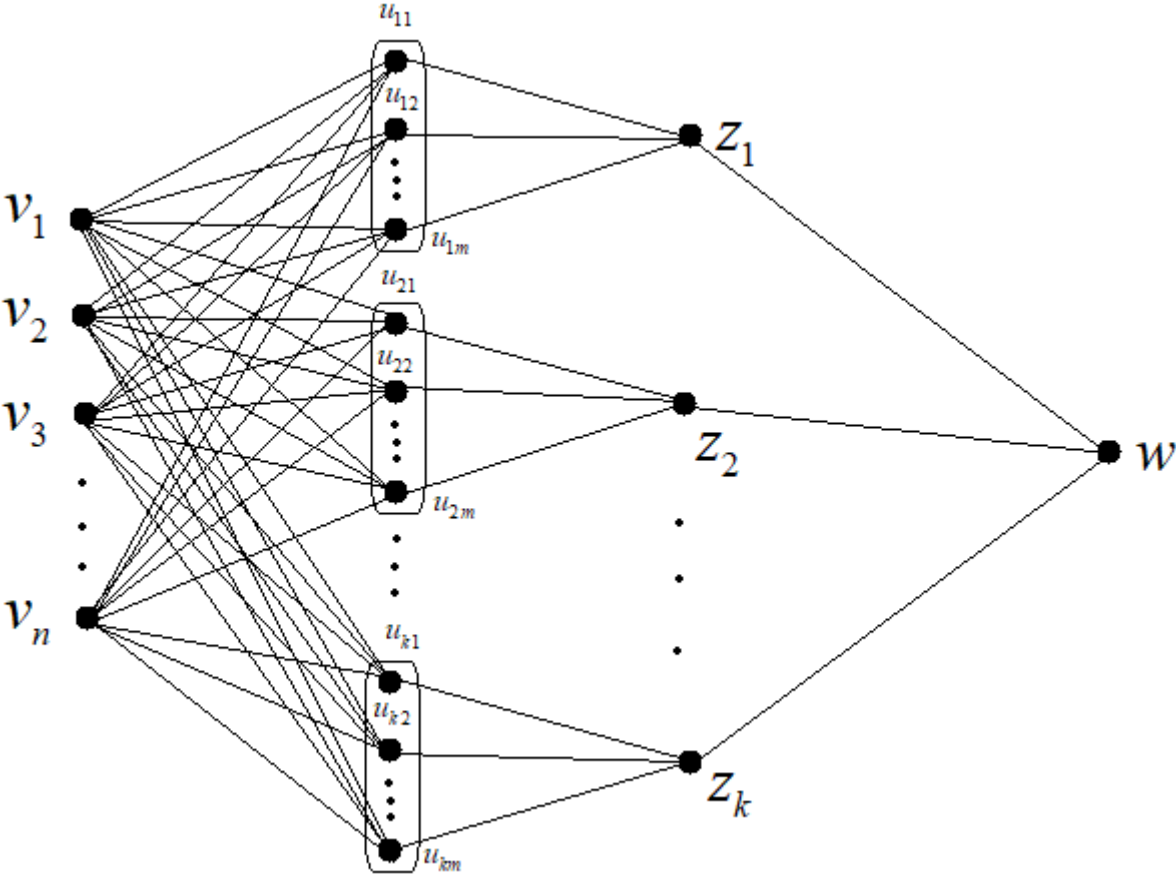 u₁₁
u₁₂
u₁ₘ
z₁
v₁
u₂₁
v₂
u₂₂
v₃
z₂
w
u₂ₘ
vₙ
uₖ₁
uₖ₂
zₖ
uₖₘ